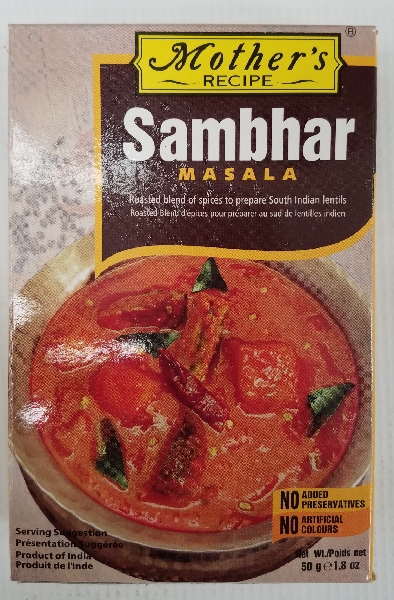 Mother's ®
RECIPE
Sambhar
MASALA
Roasted blend of spices to prepare South Indian lentils
Roasted Blend d'épices pour préparer au sud de lentilles indien
NO ADDED PRESERVATIVES
NO ARTIFICIAL COLOURS
Serving Suggestion
Présentation Suggérée
Product of India
Produit de l'Inde
Net Wt./Poids net
50 g e 1.8 oz